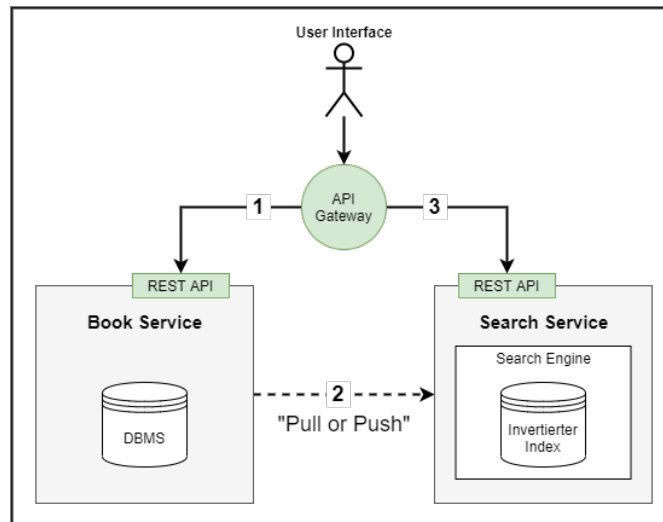 User Interface
API
Gateway
1
3
REST API
REST API
Book Service
Search Service
Search Engine
DBMS
2
"Pull or Push"
Invertierter
Index